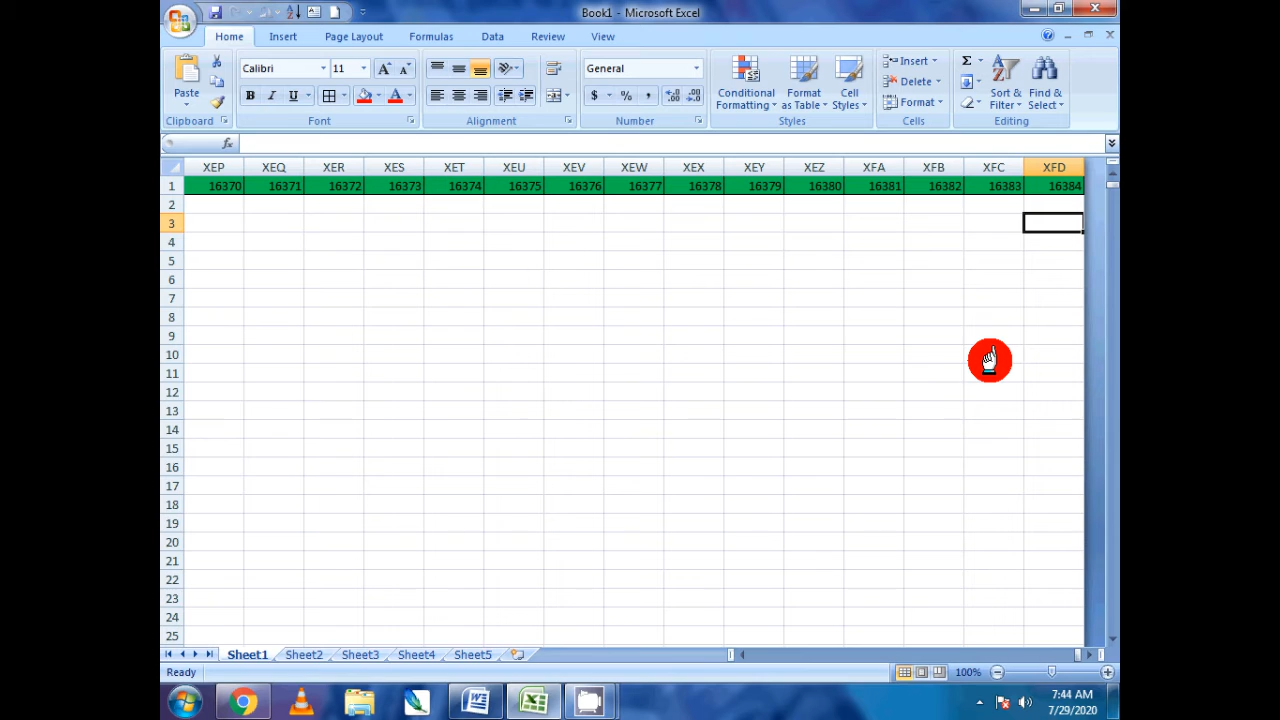 Book1 - Microsoft Excel
Home Insert Page Layout Formulas Data Review View
Paste
Calibri 11
B I U
General
$ % ,
Conditional Formatting
Format as Table
Cell Styles
Insert
Delete
Format
Sort & Filter
Find & Select
Clipboard Font Alignment Number Styles Cells Editing
fx
XEP XEQ XER XES XET XEU XEV XEW XEX XEY XEZ XFA XFB XFC XFD
1 16370 16371 16372 16373 16374 16375 16376 16377 16378 16379 16380 16381 16382 16383 16384
2
3
4
5
6
7
8
9
10
11
12
13
14
15
16
17
18
19
20
21
22
23
24
25
Sheet1 Sheet2 Sheet3 Sheet4 Sheet5
Ready 100%
7:44 AM
7/29/2020